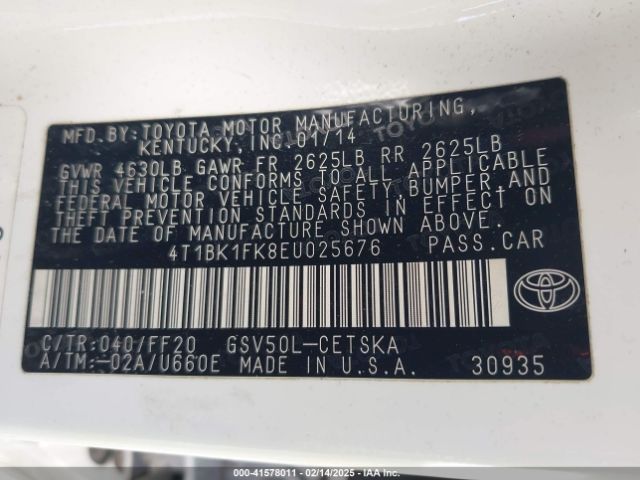 MFD.BY:TOYOTA MOTOR MANUFACTURING,
KENTUCKY,INC.01/14
GVWR 4630LB GAWR FR 2625LB RR 2625LB
THIS VEHICLE CONFORMS TO ALL APPLICABLE
FEDERAL MOTOR VEHICLE SAFETY,BUMPER,AND
THEFT PREVENTION STANDARDS IN EFFECT ON
THE DATE OF MANUFACTURE SHOWN ABOVE.
4T1BK1FK8EU025676 PASS.CAR
C/TR:040/FF20 GSV50L-CETSKA
A/TM:-02A/U660E MADE IN U.S.A. 30935
© IAA - 41578011 - 02/14/2025 - IAAI.com